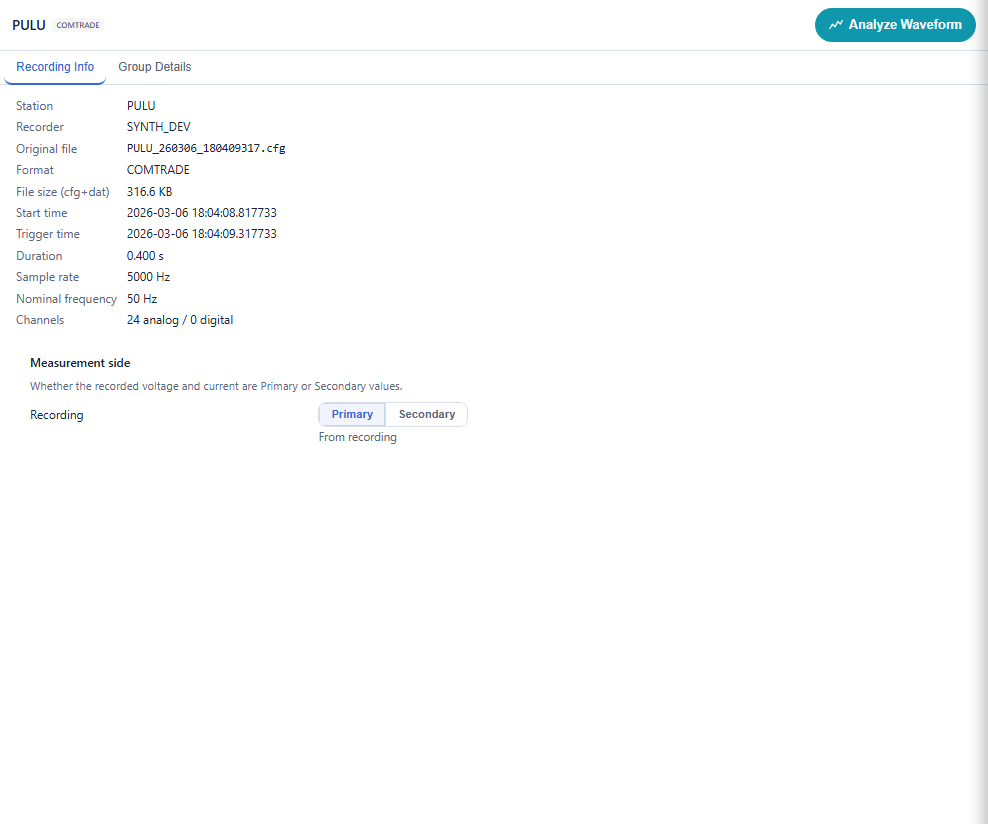 PULU COMTRADE
Analyze Waveform
Recording Info Group Details
Station PULU
Recorder SYNTH_DEV
Original file PULU_260306_180409317.cfg
Format COMTRADE
File size (cfg+dat) 316.6 KB
Start time 2026-03-06 18:04:08.817733
Trigger time 2026-03-06 18:04:09.317733
Duration 0.400 s
Sample rate 5000 Hz
Nominal frequency 50 Hz
Channels 24 analog / 0 digital
Measurement side
Whether the recorded voltage and current are Primary or Secondary values.
Recording Primary Secondary
From recording